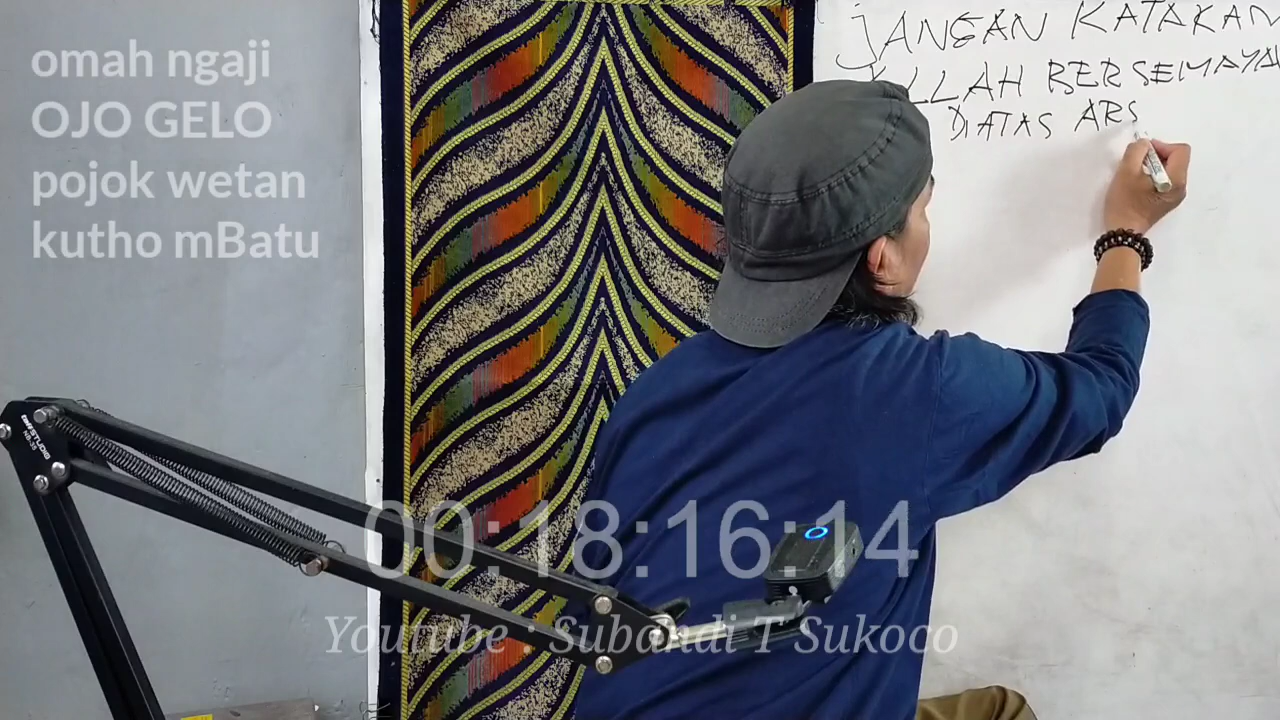 omah ngaji
OJO GELO
pojok wetan
kutho mBatu
JANGAN KATAKAN
ALLAH BERSEMAYA
DIATAS ARS
00:18:16:14
Youtube : Subandi T Sukoco